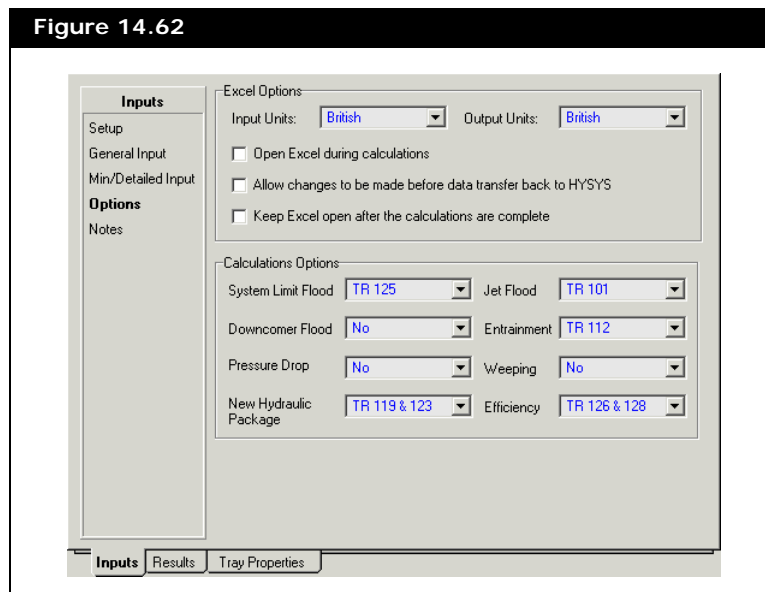 Figure 14.62
Inputs
Setup
General Input
Min/Detailed Input
Options
Notes
Excel Options
Input Units: British Output Units: British
Open Excel during calculations
Allow changes to be made before data transfer back to HYSYS
Keep Excel open after the calculations are complete
Calculations Options
System Limit Flood TR 125 Jet Flood TR 101
Downcomer Flood No Entrainment TR 112
Pressure Drop No Weeping No
New Hydraulic Package TR 119 & 123 Efficiency TR 126 & 128
Inputs Results Tray Properties